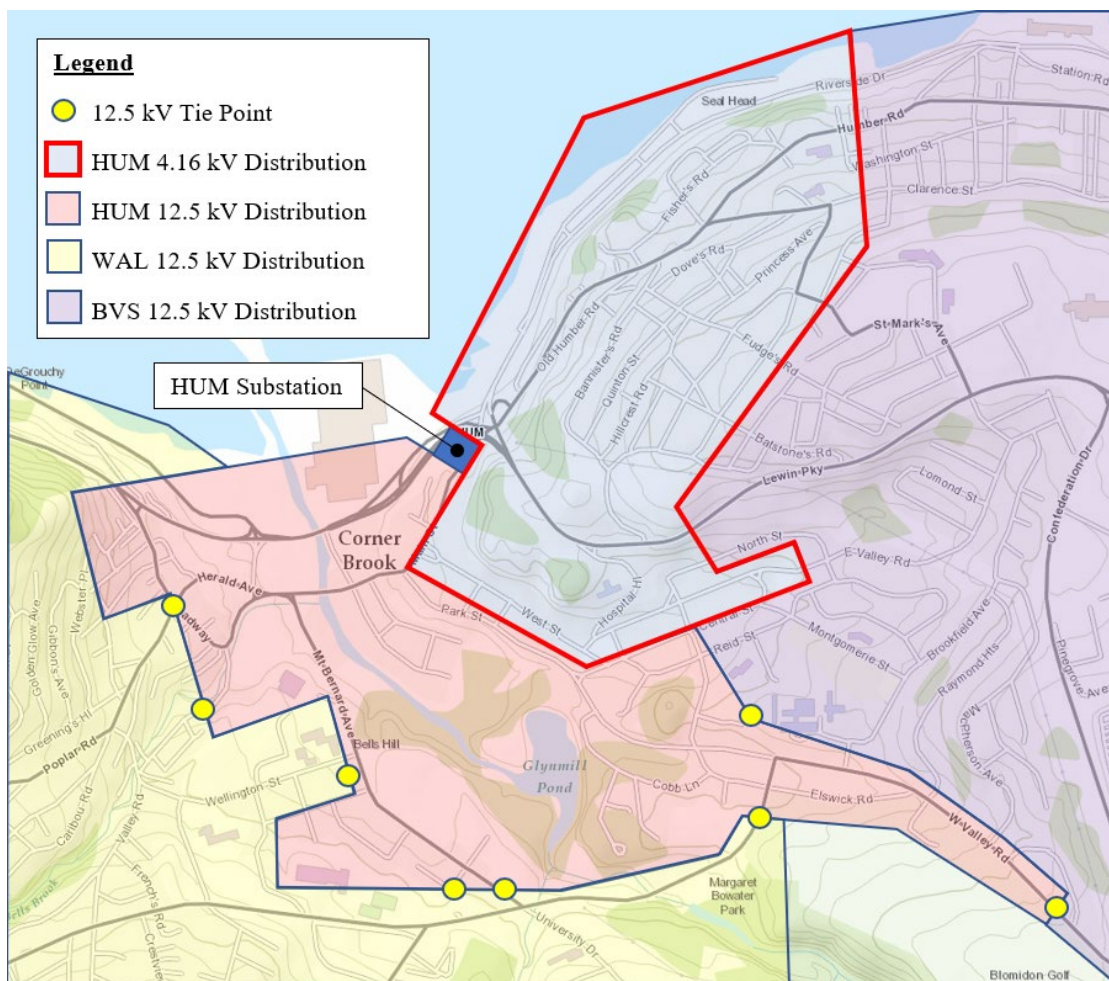 Legend
12.5 kV Tie Point
HUM 4.16 kV Distribution
HUM 12.5 kV Distribution
WAL 12.5 kV Distribution
BVS 12.5 kV Distribution
HUM Substation
Seal Head
Riverside Dr
Station Rd
Humber Rd
Washington St
Clarence St
Fisher's Rd
Dove's Rd
Princess Ave
St Mark's Ave
Old Humber Rd
Bannister's Rd
Quinton St
Hillcrest Rd
Fudge's Rd
Batstone's Rd
Lewin Pky
Lomond St
Confederation Dr
North St
E Valley Rd
Corner
Brook
Main St
Herald Ave
Park St
West St
Hospital Hl
Central St
Reid St
Montgomerie St
Brookfield Ave
Raymond Hts
Pinegrove Ave
Webster Pl
Gibbon's Ave
Golden Glow Ave
Greening's Hl
Poplar Rd
Mt Bernard Ave
Bells Hill
Glynmill
Pond
Cobb Ln
Elswick Rd
W Valley Rd
Wellington St
Caribou Rd
Valley Rd
French's Rd
University Dr
Margaret
Bowater
Park
Blomidon Golf